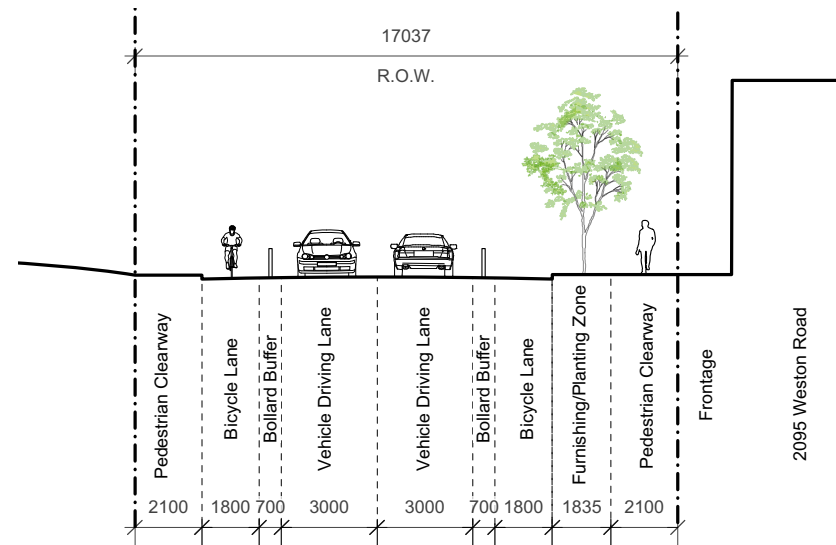 17037
R.O.W.
Pedestrian Clearway
Bicycle Lane
Bollard Buffer
Vehicle Driving Lane
Vehicle Driving Lane
Bollard Buffer
Bicycle Lane
Furnishing/Planting Zone
Pedestrian Clearway
Frontage
2095 Weston Road
2100
1800
700
3000
3000
700
1800
1835
2100